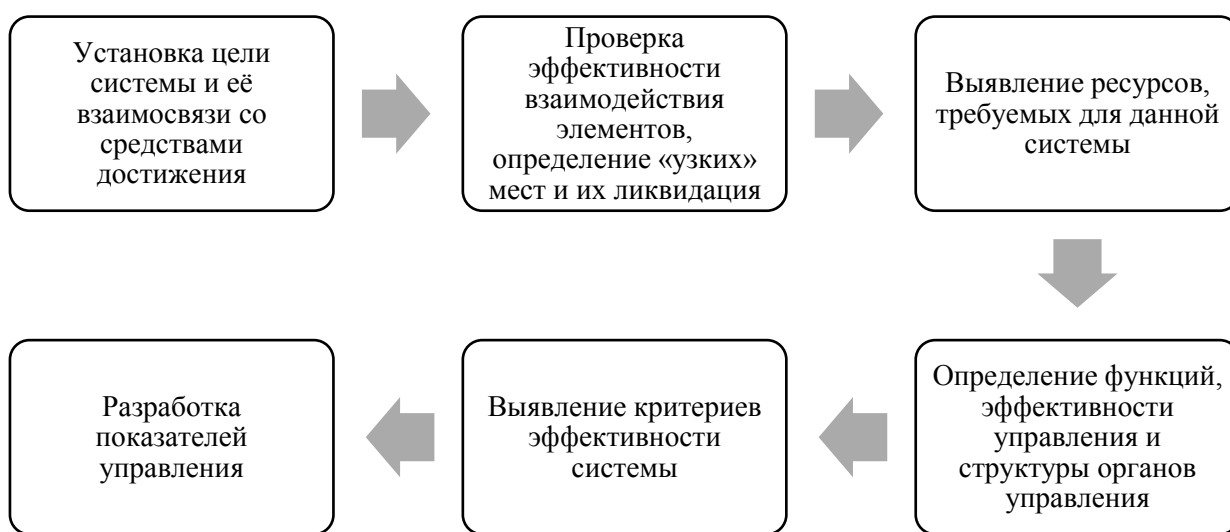 Установка цели
системы и её
взаимосвязи со
средствами
достижения
Проверка
эффективности
взаимодействия
элементов,
определение «узких»
мест и их ликвидация
Выявление ресурсов,
требуемых для данной
системы
Определение функций,
эффективности
управления и
структуры органов
управления
Выявление критериев
эффективности
системы
Разработка
показателей
управления